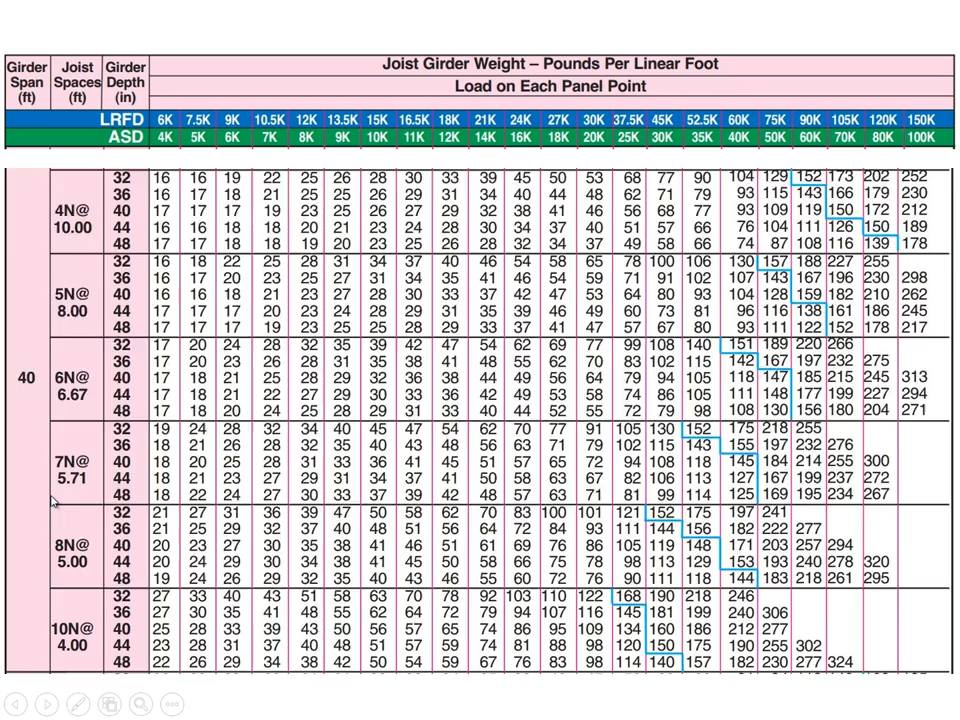 Joist Girder Weight – Pounds Per Linear Foot
Girder Span (ft) Joist Spaces (ft) Girder Depth (in) Load on Each Panel Point
LRFD 6K 7.5K 9K 10.5K 12K 13.5K 15K 16.5K 18K 21K 24K 27K 30K 37.5K 45K 52.5K 60K 75K 90K 105K 120K 150K
ASD 4K 5K 6K 7K 8K 9K 10K 11K 12K 14K 16K 18K 20K 25K 30K 35K 40K 50K 60K 70K 80K 100K
32 16 16 19 22 25 26 28 30 33 39 45 50 53 68 77 90 104 129 152 173 202 252
36 16 17 18 21 25 25 26 29 31 34 40 44 48 62 71 79 93 115 143 166 179 230
4N@ 40 17 17 17 19 23 25 26 27 29 32 38 41 46 56 68 77 93 109 119 150 172 212
10.00 44 16 16 18 18 20 21 23 24 28 30 34 37 40 51 57 66 76 104 111 126 150 189
48 17 17 18 18 19 20 23 25 26 28 32 34 37 49 58 66 74 87 108 116 139 178
32 16 18 22 25 28 31 34 37 40 46 54 58 65 78 100 106 130 157 188 227 255
36 16 17 20 23 25 27 31 34 35 41 46 54 59 71 91 102 107 143 167 196 230 298
5N@ 40 16 16 18 21 23 27 28 30 33 37 42 47 53 64 80 93 104 128 159 182 210 262
8.00 44 17 17 17 20 23 24 28 29 31 35 39 46 49 60 73 81 96 116 138 161 186 245
48 17 17 17 19 23 25 25 28 29 33 37 41 47 57 67 80 93 111 122 152 178 217
32 17 20 24 28 32 35 39 42 47 54 62 69 77 99 108 140 151 189 220 266
36 17 20 23 26 28 31 35 38 41 48 55 62 70 83 102 115 142 167 197 232 275
40 6N@ 40 17 18 21 25 28 29 32 36 38 44 49 56 64 79 94 105 118 147 185 215 245 313
6.67 44 17 18 21 22 27 29 30 33 36 42 49 53 58 74 86 105 111 148 177 199 227 294
48 17 18 20 24 25 28 29 31 33 40 44 52 55 72 79 98 108 130 156 180 204 271
32 19 24 28 32 34 40 45 47 54 62 70 77 91 105 130 152 175 218 255
36 18 21 26 28 32 35 40 43 48 56 63 71 79 102 115 143 155 197 232 276
7N@ 40 18 20 25 28 31 33 36 41 45 51 57 65 72 94 108 118 145 184 214 255 300
5.71 44 18 21 23 27 29 31 34 37 41 50 58 63 67 82 106 113 127 167 199 237 272
48 18 22 24 27 30 33 37 39 42 48 57 63 71 81 99 114 125 169 195 234 267
32 21 27 31 36 39 47 50 58 62 70 83 100 101 121 152 175 197 241
36 21 25 29 32 37 40 48 51 56 64 72 84 93 111 144 156 182 222 277
8N@ 40 20 23 27 30 35 38 41 46 51 61 69 76 86 105 119 148 171 203 257 294
5.00 44 20 24 29 30 34 38 41 45 50 58 66 75 78 98 113 129 153 193 240 278 320
48 19 24 26 29 32 35 40 43 46 55 60 72 76 90 111 118 144 183 218 261 295
32 27 33 40 43 51 58 63 70 78 92 103 110 122 168 190 218 246
36 27 30 35 41 48 55 62 64 72 79 94 107 116 145 181 199 240 306
10N@ 40 25 28 33 39 43 50 56 57 65 74 86 95 109 134 160 186 212 277
4.00 44 23 28 31 37 40 48 51 57 59 74 81 88 98 120 150 175 190 255 302
48 22 26 29 34 38 42 50 54 59 67 76 83 98 114 140 157 182 230 277 324